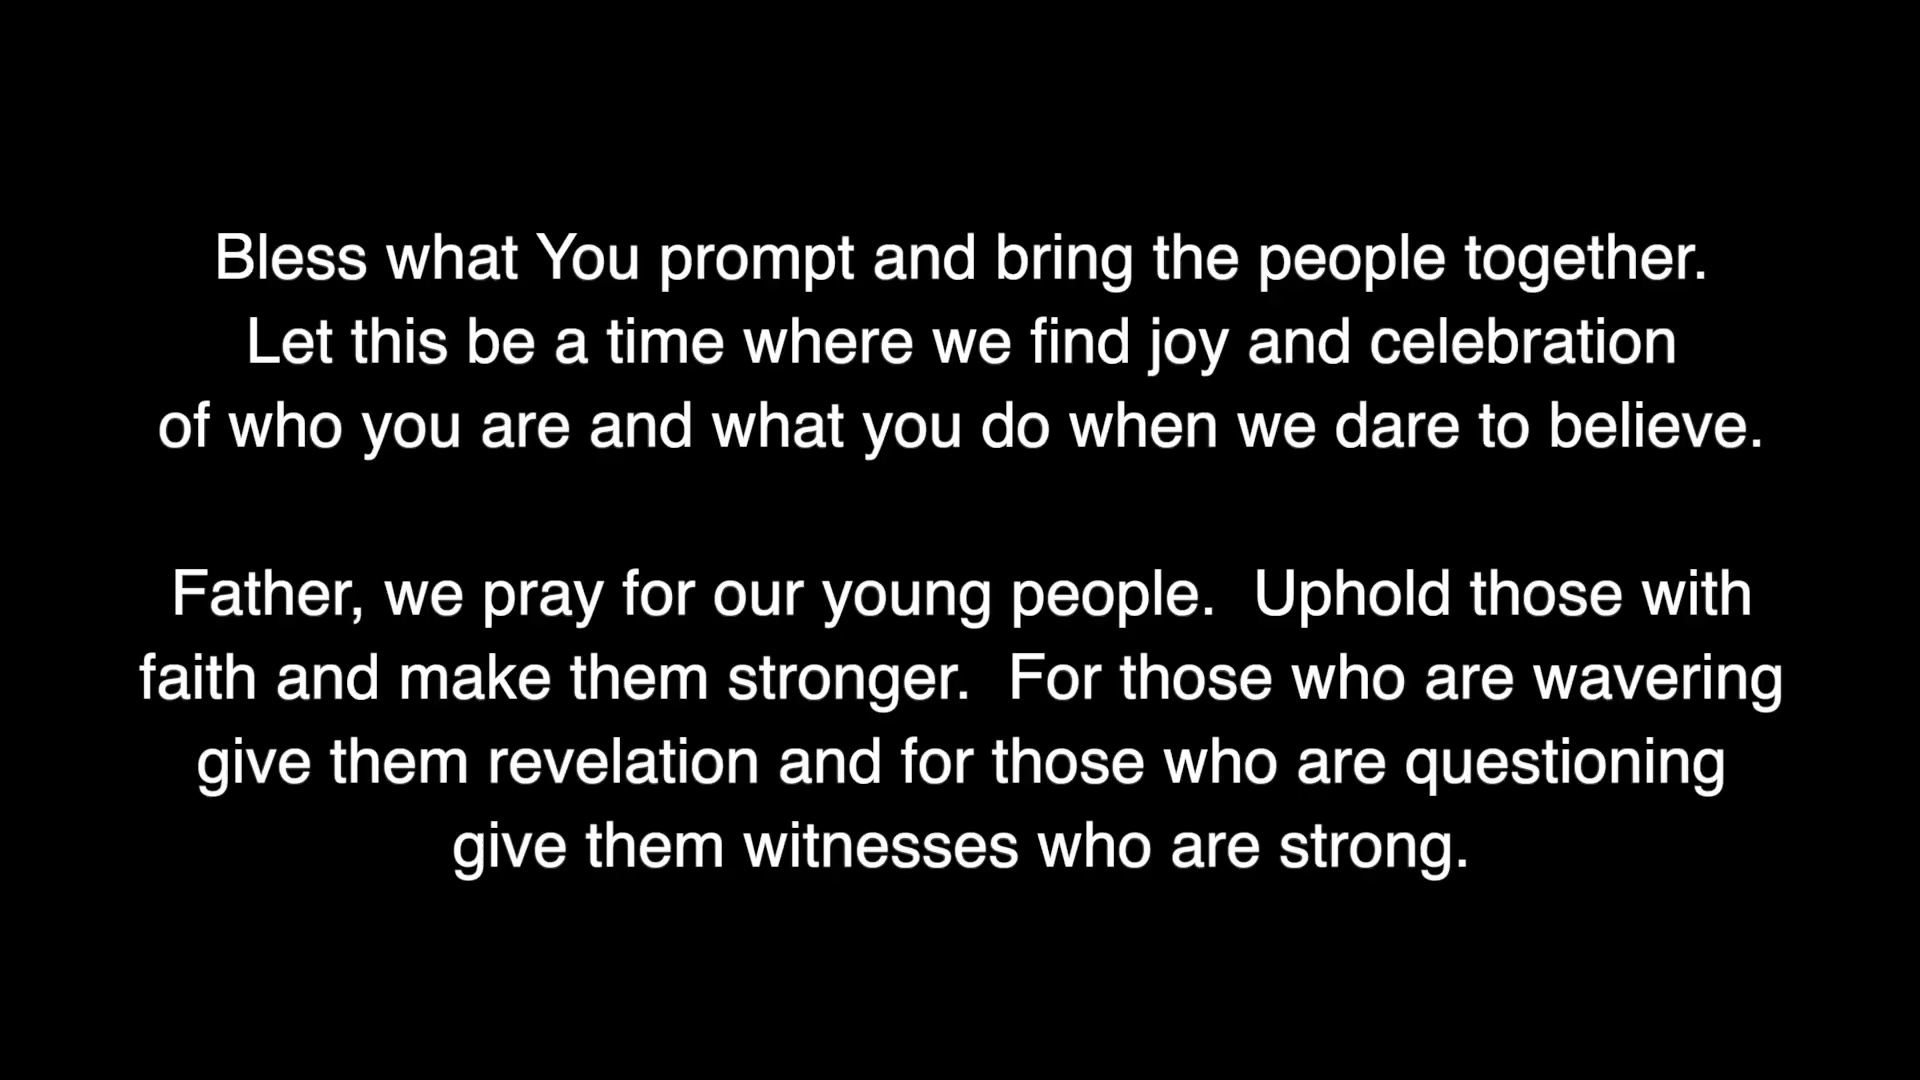 Bless what You prompt and bring the people together.
Let this be a time where we find joy and celebration
of who you are and what you do when we dare to believe.
Father, we pray for our young people.  Uphold those with
faith and make them stronger.  For those who are wavering
give them revelation and for those who are questioning
give them witnesses who are strong.